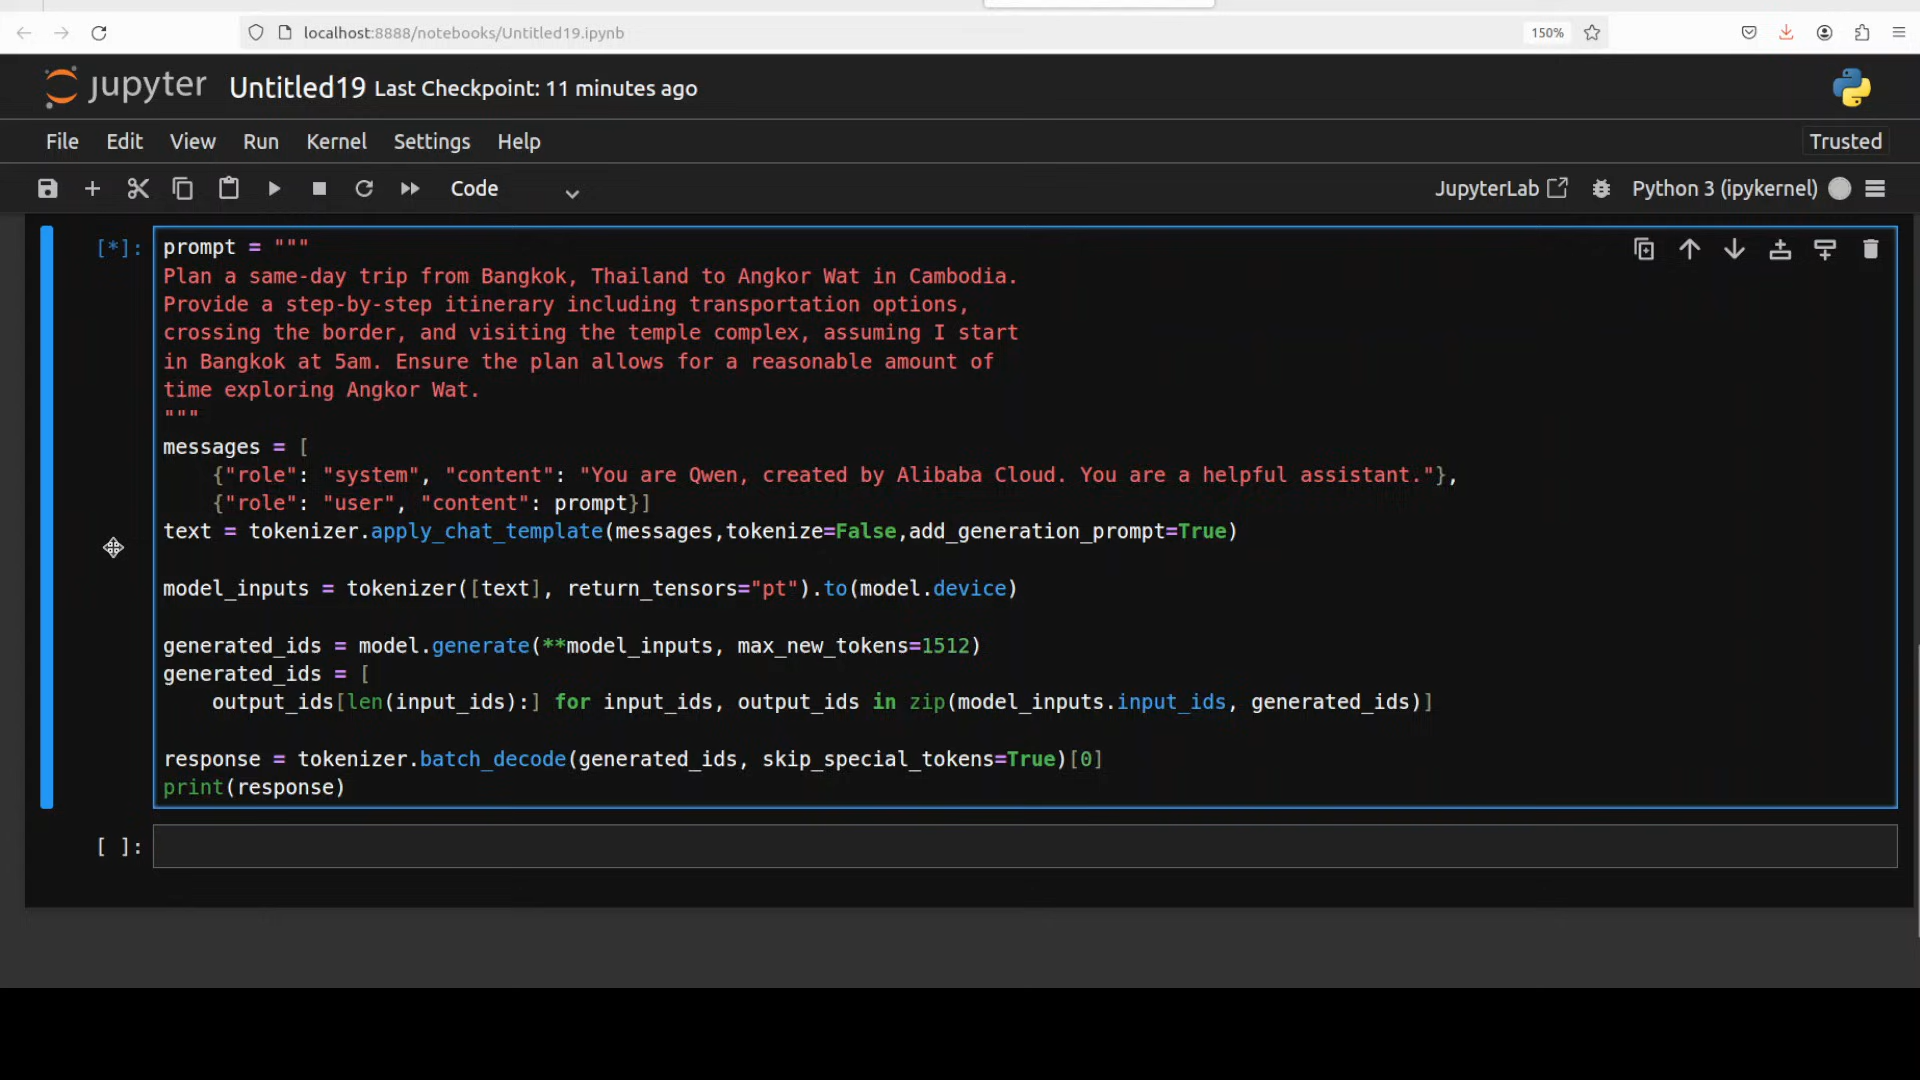 localhost:8888/notebooks/Untitled19.ipynb
150%
jupyter Untitled19 Last Checkpoint: 11 minutes ago
File Edit View Run Kernel Settings Help
Trusted
Code
JupyterLab
Python 3 (ipykernel)
[*]:
prompt = """
Plan a same-day trip from Bangkok, Thailand to Angkor Wat in Cambodia.
Provide a step-by-step itinerary including transportation options,
crossing the border, and visiting the temple complex, assuming I start
in Bangkok at 5am. Ensure the plan allows for a reasonable amount of
time exploring Angkor Wat.
"""
messages = [
    {"role": "system", "content": "You are Qwen, created by Alibaba Cloud. You are a helpful assistant."},
    {"role": "user", "content": prompt}]
text = tokenizer.apply_chat_template(messages,tokenize=False,add_generation_prompt=True)
model_inputs = tokenizer([text], return_tensors="pt").to(model.device)
generated_ids = model.generate(**model_inputs, max_new_tokens=1512)
generated_ids = [
    output_ids[len(input_ids):] for input_ids, output_ids in zip(model_inputs.input_ids, generated_ids)]
response = tokenizer.batch_decode(generated_ids, skip_special_tokens=True)[0]
print(response)
[ ]: